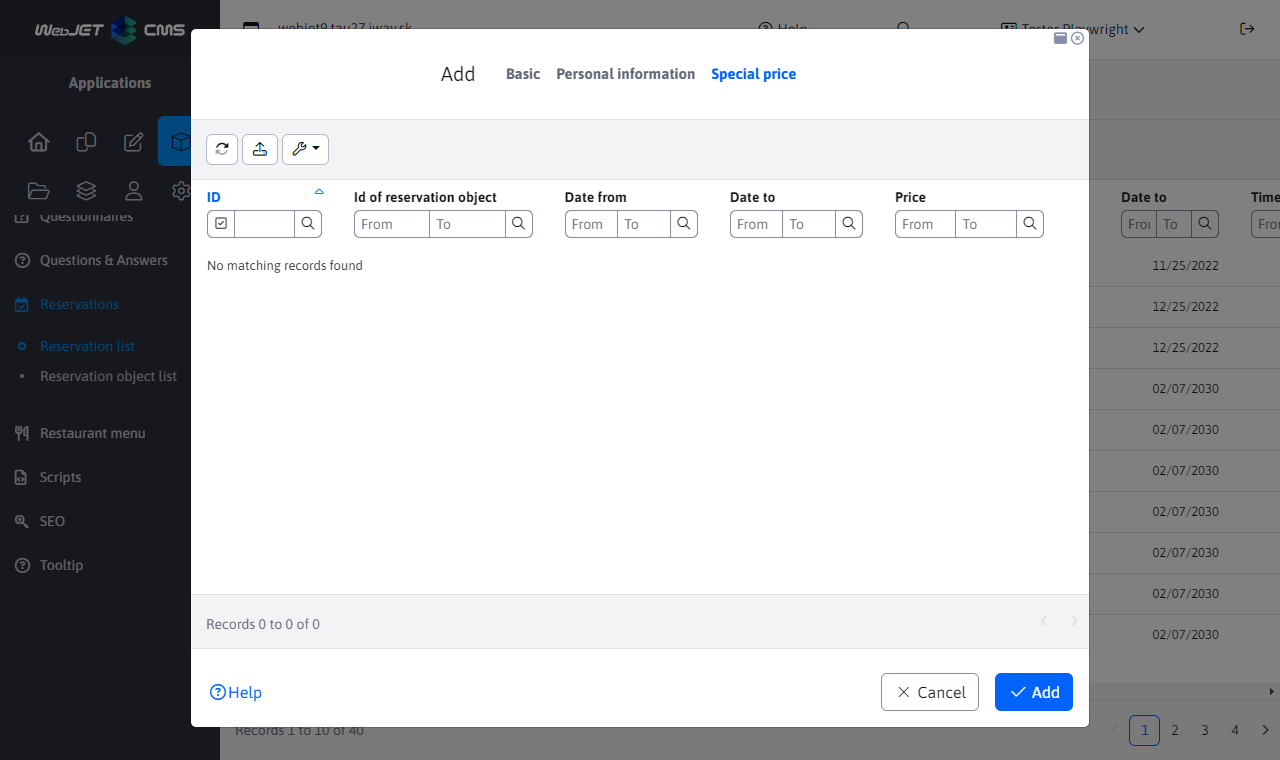 WebJET CMS
webjet9.tau27.iway.sk
Help
Tester Playwright
Applications
Add
Basic
Personal information
Special price
ID
Id of reservation object
Date from
Date to
Price
From
To
From
To
From
To
From
To
No matching records found
Records 0 to 0 of 0
Help
Cancel
Add
Questionnaires
Questions & Answers
Reservations
Reservation list
Reservation object list
Restaurant menu
Scripts
SEO
Tooltip
Date to
Time
To
11/25/2022
12/25/2022
12/25/2022
02/07/2030
02/07/2030
02/07/2030
02/07/2030
02/07/2030
02/07/2030
02/07/2030
Records 1 to 10 of 40
1
2
3
4